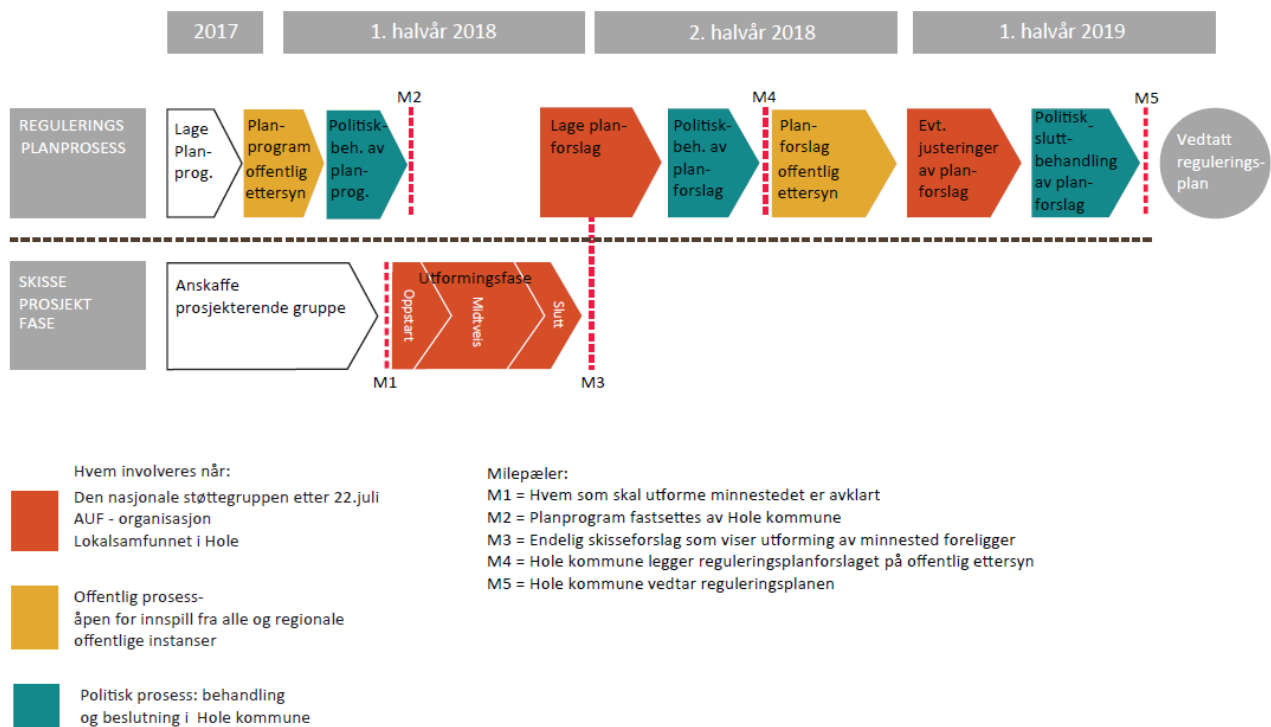 2017
1. halvår 2018
2. halvår 2018
1. halvår 2019
REGULERINGS
PLANPROSESS
Lage
Plan-
prog.
Plan-
program
offentlig
ettersyn
Politisk-
beh. av
plan-
prog.
M2
Lage plan-
forslag
Politisk-
beh. av
plan-
forslag
M4
Plan-
forslag
offentlig
ettersyn
Evt.
justeringer
av plan-
forslag
Politisk
slutt-
behandling
av plan-
forslag
M5
Vedtatt
regulerings-
plan
SKISSE
PROSJEKT
FASE
Anskaffe
prosjekterende gruppe
M1
Utformingsfase
Oppstart
Midtveis
Slutt
M3
Hvem involveres når:
Den nasjonale støttegruppen etter 22.juli
AUF - organisasjon
Lokalsamfunnet i Hole
Offentlig prosess-
åpen for innspill fra alle og regionale
offentlige instanser
Politisk prosess: behandling
og beslutning i Hole kommune
Milepæler:
M1 = Hvem som skal utforme minnestedet er avklart
M2 = Planprogram fastsettes av Hole kommune
M3 = Endelig skisseforslag som viser utforming av minnested foreligger
M4 = Hole kommune legger reguleringsplanforslaget på offentlig ettersyn
M5 = Hole kommune vedtar reguleringsplanen